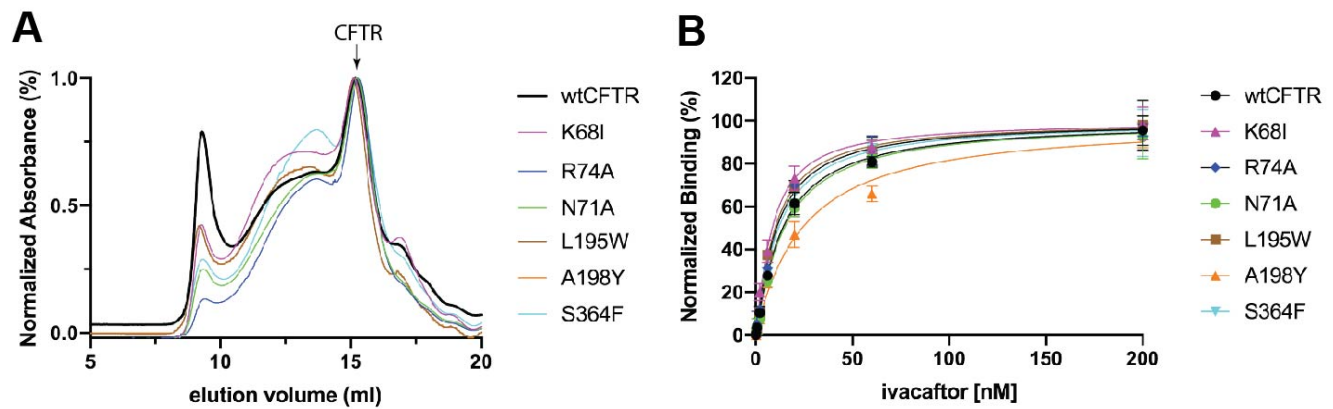 A
CFTR
Normalized Absorbance (%)
1.0
0.5
0.0
5
10
15
20
elution volume (ml)
wtCFTR
K68I
R74A
N71A
L195W
A198Y
S364F
B
Normalized Binding (%)
120
100
80
60
40
20
0
0
50
100
150
200
ivacaftor [nM]
wtCFTR
K68I
R74A
N71A
L195W
A198Y
S364F